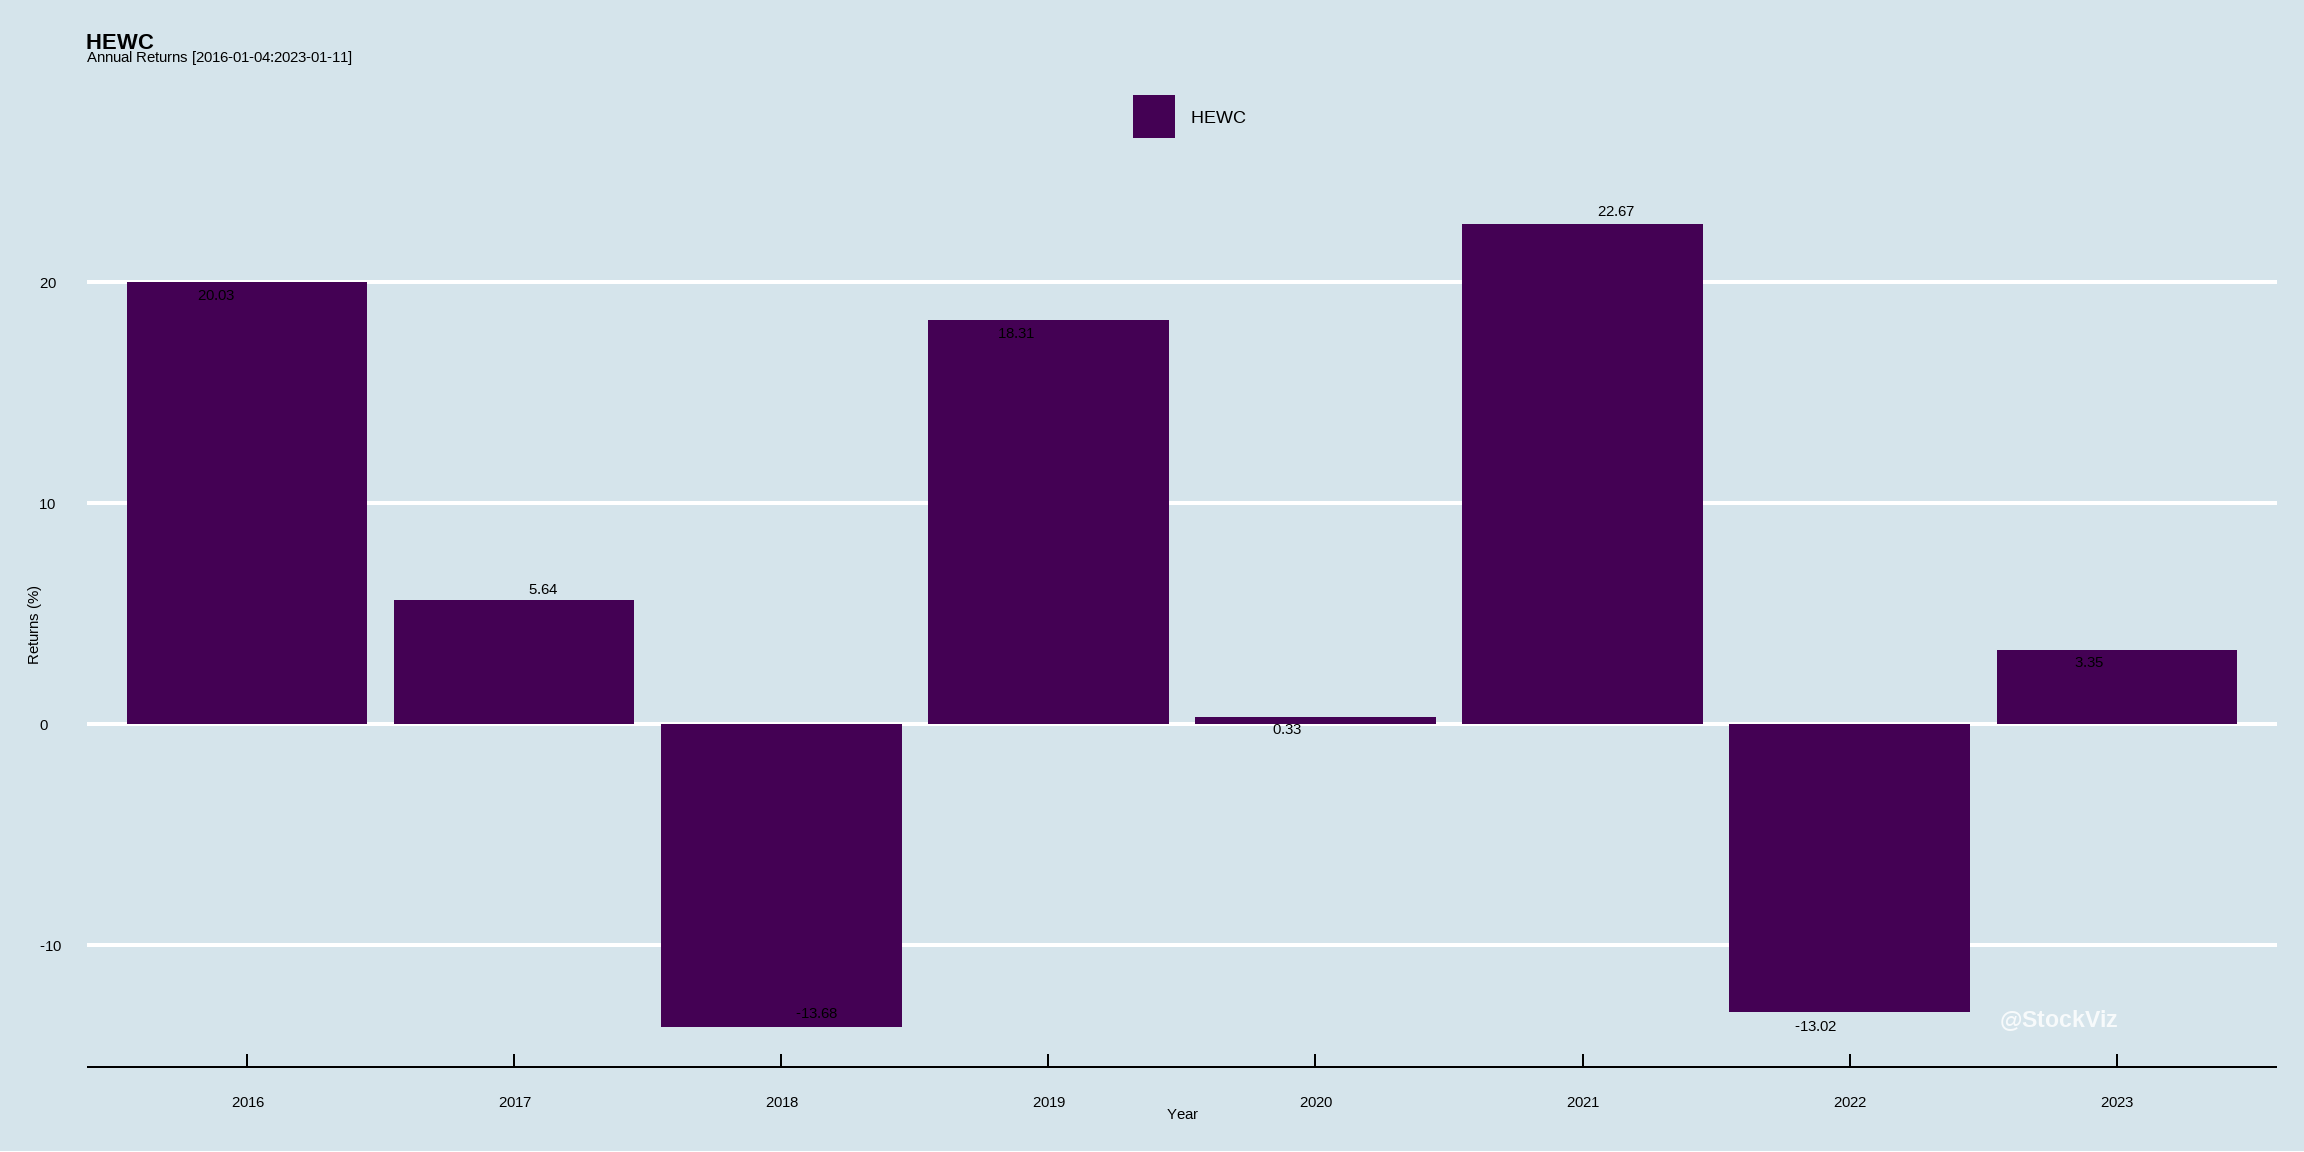 HEWC
Annual Returns [2016-01-04:2023-01-11]
HEWC
22.67
20
20.03
18.31
10
5.64
Returns (%)
3.35
0
0.33
-10
-13.68
-13.02
@StockViz
2016 2017 2018 2019 2020 2021 2022 2023
Year